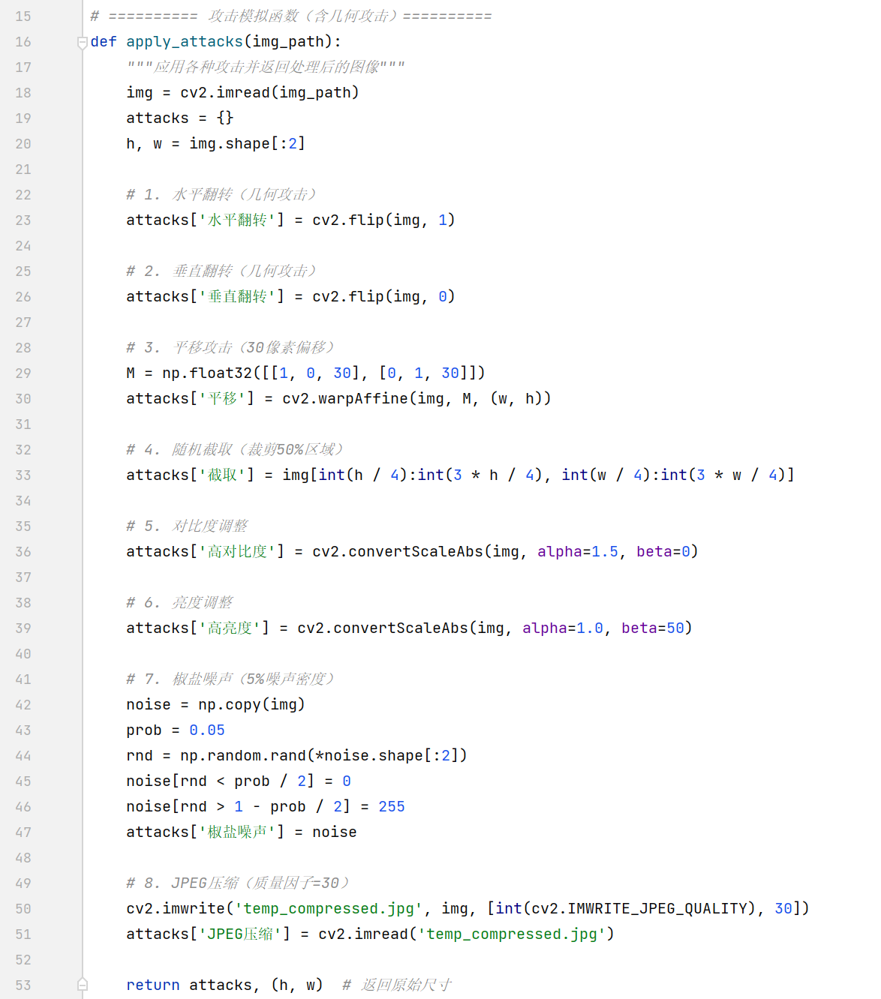 15 # ========== 攻击模拟函数（含几何攻击）==========
16 def apply_attacks(img_path):
17     """应用各种攻击并返回处理后的图像"""
18     img = cv2.imread(img_path)
19     attacks = {}
20     h, w = img.shape[:2]
21
22     # 1. 水平翻转（几何攻击）
23     attacks['水平翻转'] = cv2.flip(img, 1)
24
25     # 2. 垂直翻转（几何攻击）
26     attacks['垂直翻转'] = cv2.flip(img, 0)
27
28     # 3. 平移攻击（30像素偏移）
29     M = np.float32([[1, 0, 30], [0, 1, 30]])
30     attacks['平移'] = cv2.warpAffine(img, M, (w, h))
31
32     # 4. 随机截取（裁剪50%区域）
33     attacks['截取'] = img[int(h / 4):int(3 * h / 4), int(w / 4):int(3 * w / 4)]
34
35     # 5. 对比度调整
36     attacks['高对比度'] = cv2.convertScaleAbs(img, alpha=1.5, beta=0)
37
38     # 6. 亮度调整
39     attacks['高亮度'] = cv2.convertScaleAbs(img, alpha=1.0, beta=50)
40
41     # 7. 椒盐噪声（5%噪声密度）
42     noise = np.copy(img)
43     prob = 0.05
44     rnd = np.random.rand(*noise.shape[:2])
45     noise[rnd < prob / 2] = 0
46     noise[rnd > 1 - prob / 2] = 255
47     attacks['椒盐噪声'] = noise
48
49     # 8. JPEG压缩（质量因子=30）
50     cv2.imwrite('temp_compressed.jpg', img, [int(cv2.IMWRITE_JPEG_QUALITY), 30])
51     attacks['JPEG压缩'] = cv2.imread('temp_compressed.jpg')
52
53     return attacks, (h, w)  # 返回原始尺寸